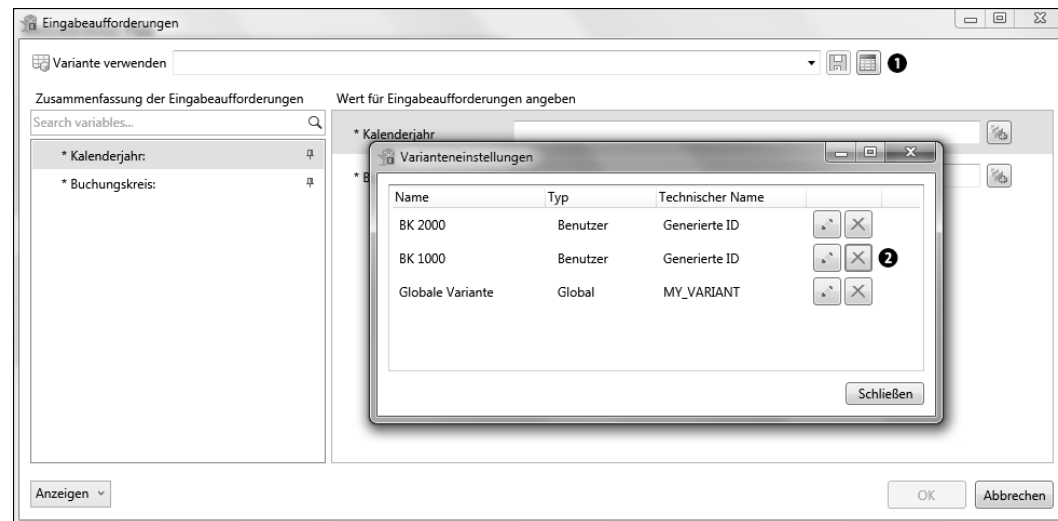 Eingabeaufforderungen
Variante verwenden
❶
Zusammenfassung der Eingabeaufforderungen
Wert für Eingabeaufforderungen angeben
Search variables...
* Kalenderjahr
* Kalenderjahr:
* Buchungskreis:
* B
Varianteneinstellungen
Name Typ Technischer Name
BK 2000 Benutzer Generierte ID
BK 1000 Benutzer Generierte ID ❷
Globale Variante Global MY_VARIANT
Schließen
Anzeigen
OK
Abbrechen